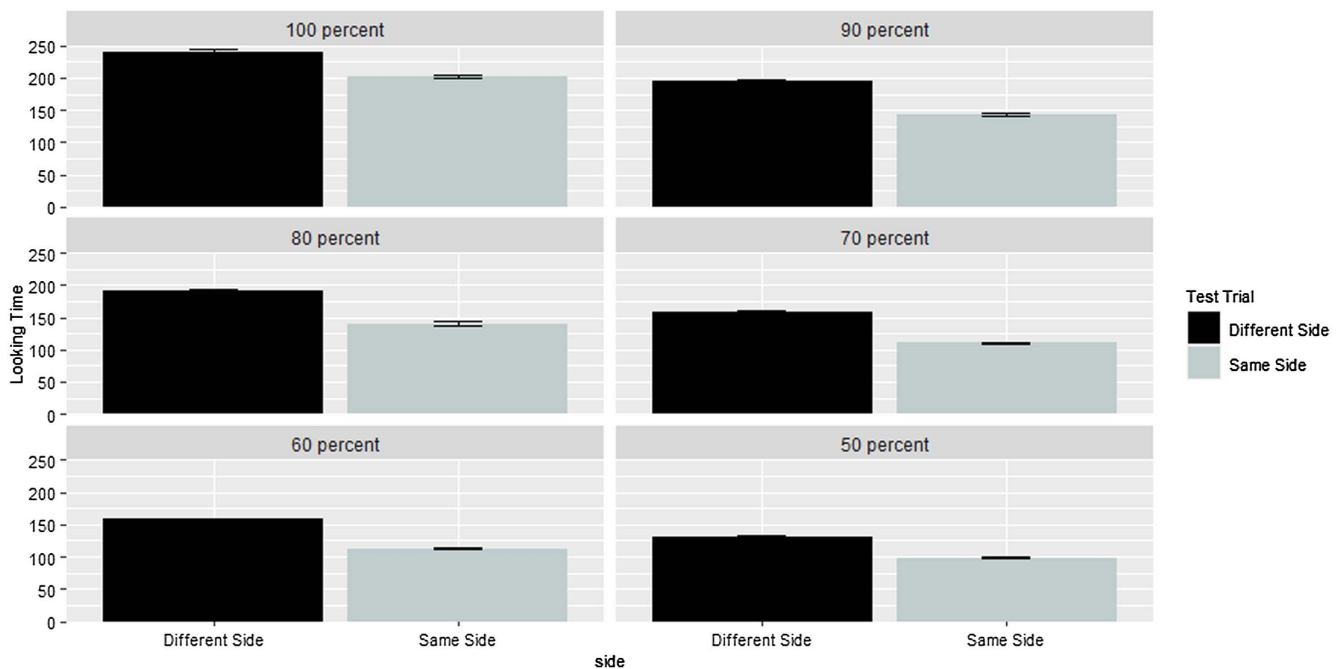 100 percent
90 percent
250
200
150
100
50
0
80 percent
70 percent
250
200
150
100
50
0
60 percent
50 percent
250
200
150
100
50
0
Looking Time
Different Side
Same Side
Different Side
Same Side
side
Test Trial
Different Side
Same Side